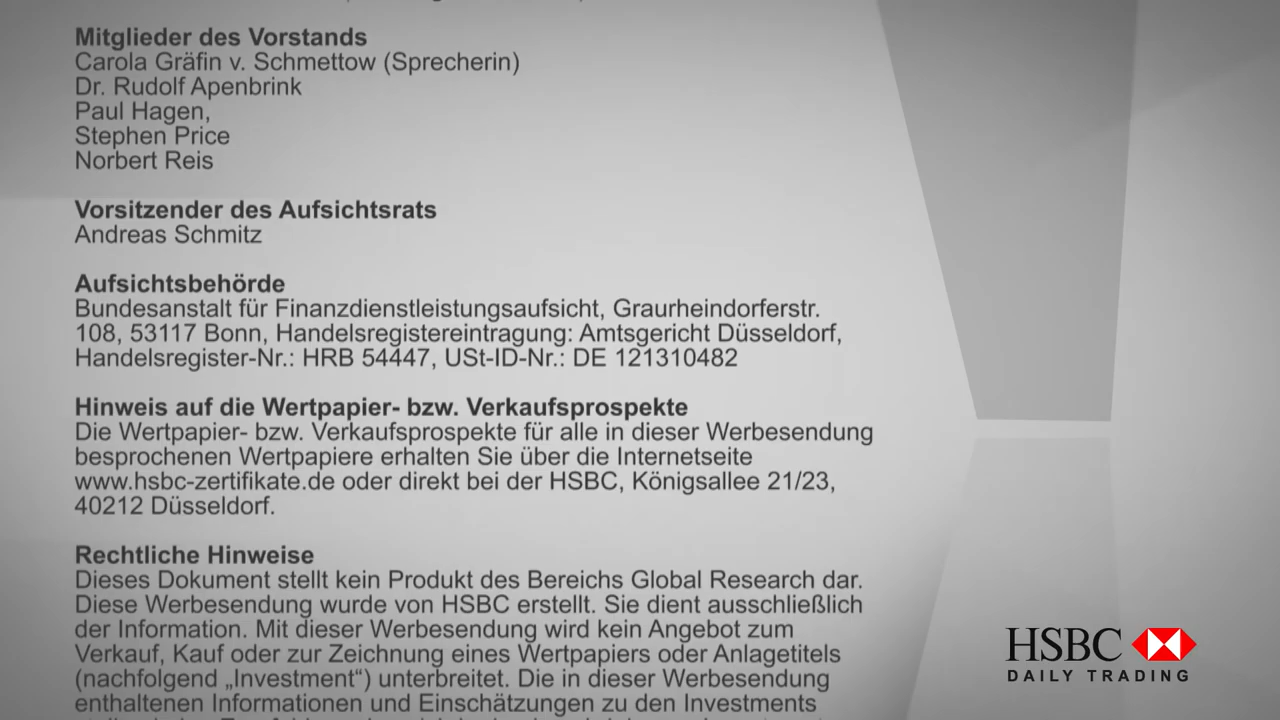 Mitglieder des Vorstands
Carola Gräfin v. Schmettow (Sprecherin)
Dr. Rudolf Apenbrink
Paul Hagen,
Stephen Price
Norbert Reis
Vorsitzender des Aufsichtsrats
Andreas Schmitz
Aufsichtsbehörde
Bundesanstalt für Finanzdienstleistungsaufsicht, Graurheindorferstr.
108, 53117 Bonn, Handelsregistereintragung: Amtsgericht Düsseldorf,
Handelsregister-Nr.: HRB 54447, USt-ID-Nr.: DE 121310482
Hinweis auf die Wertpapier- bzw. Verkaufsprospekte
Die Wertpapier- bzw. Verkaufsprospekte für alle in dieser Werbesendung
besprochenen Wertpapiere erhalten Sie über die Internetseite
www.hsbc-zertifikate.de oder direkt bei der HSBC, Königsallee 21/23,
40212 Düsseldorf.
Rechtliche Hinweise
Dieses Dokument stellt kein Produkt des Bereichs Global Research dar.
Diese Werbesendung wurde von HSBC erstellt. Sie dient ausschließlich
der Information. Mit dieser Werbesendung wird kein Angebot zum
Verkauf, Kauf oder zur Zeichnung eines Wertpapiers oder Anlagetitels
(nachfolgend „Investment“) unterbreitet. Die in dieser Werbesendung
enthaltenen Informationen und Einschätzungen zu den Investments
HSBC
DAILY TRADING